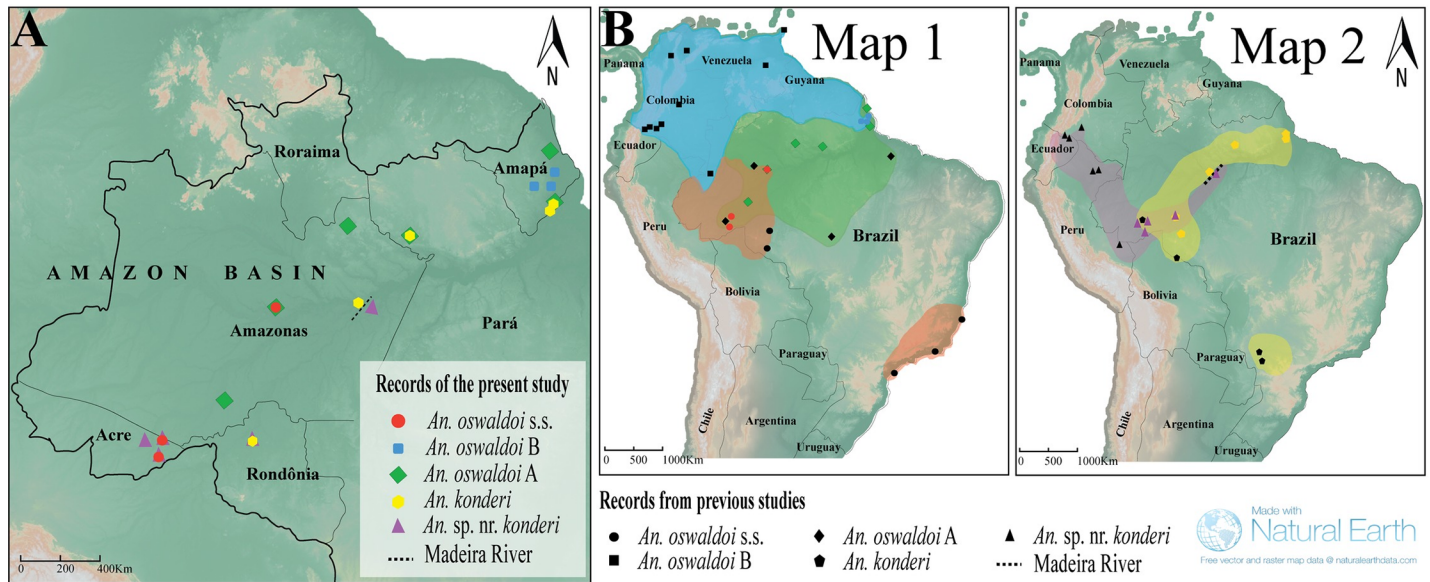 A
N
Roraima
Amapá
AMAZON BASIN
Amazonas
Pará
Acre
Rondônia
0 200 400Km
Records of the present study
An. oswaldoi s.s.
An. oswaldoi B
An. oswaldoi A
An. konderi
An. sp. nr. konderi
Madeira River
B
Map 1
N
Panama
Venezuela
Guyana
Colombia
Ecuador
Peru
Brazil
Bolivia
Paraguay
Chile
Argentina
Uruguay
0 500 1000Km
Map 2
N
Panama
Venezuela
Guyana
Colombia
Ecuador
Peru
Brazil
Bolivia
Paraguay
Chile
Argentina
Uruguay
0 500 1000Km
Records from previous studies
An. oswaldoi s.s.
An. oswaldoi A
An. sp. nr. konderi
An. oswaldoi B
An. konderi
Madeira River
Made with
Natural Earth
Free vector and raster map data @ naturalearthdata.com